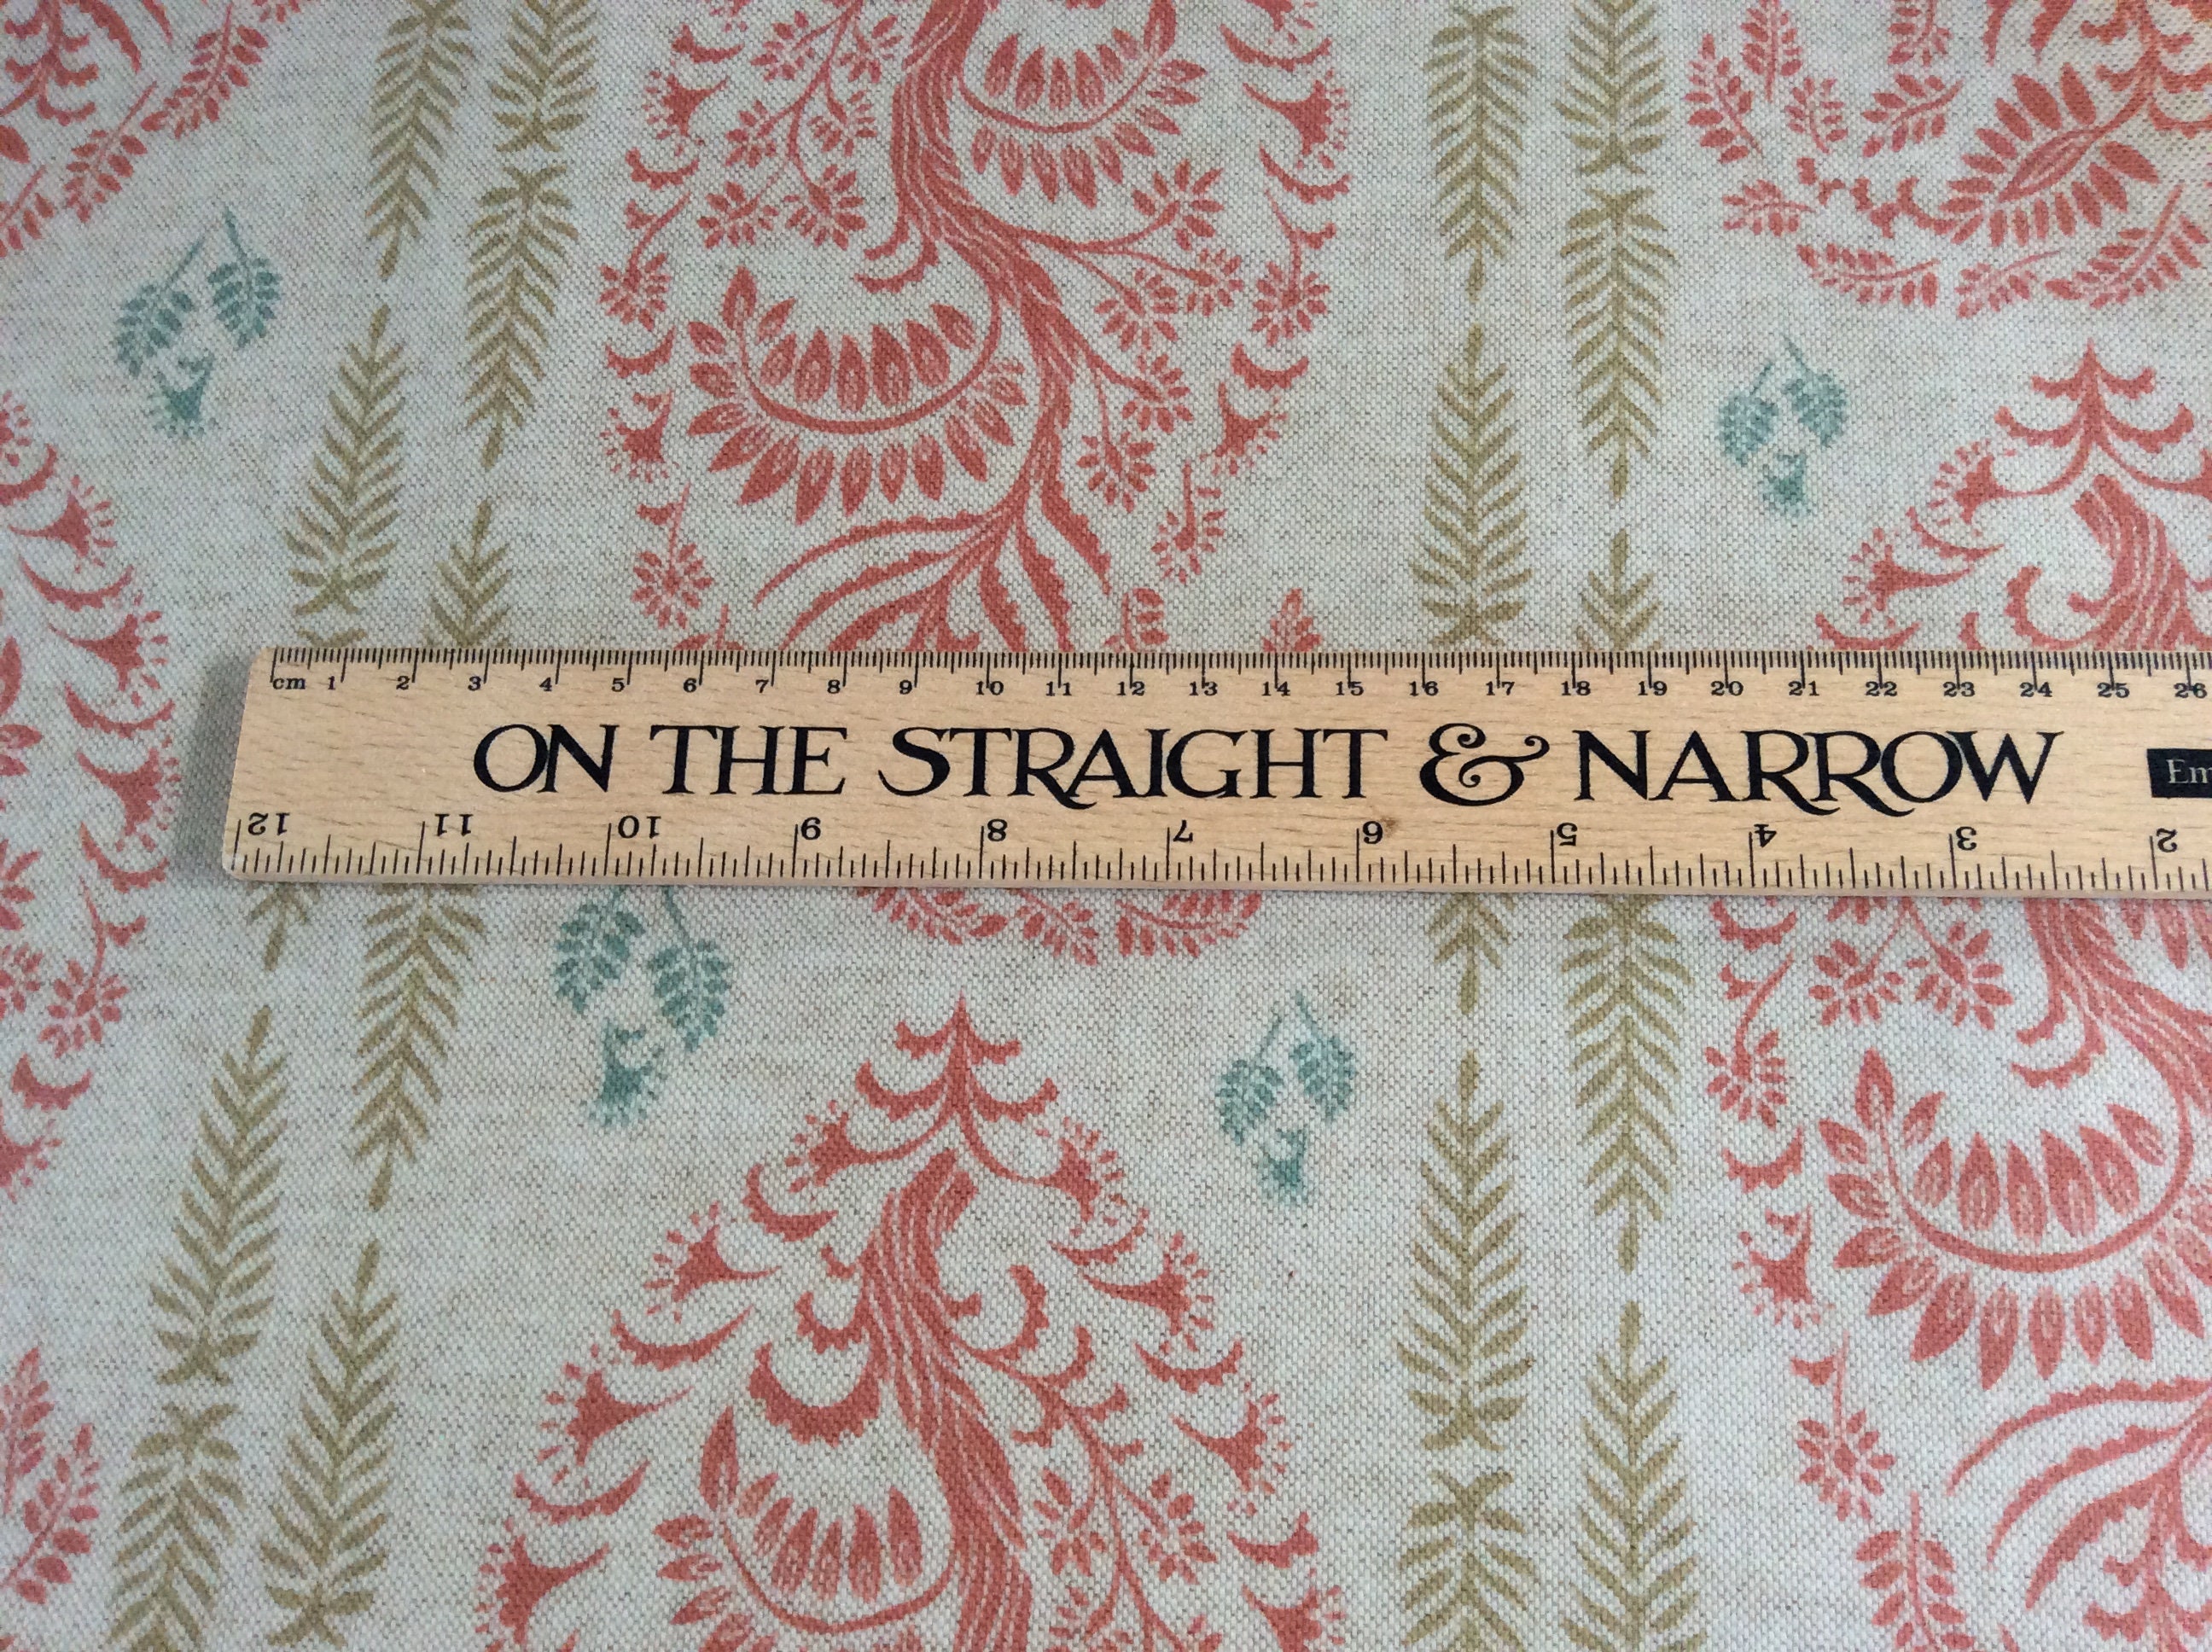 cm 1 2 3 4 5 6 7 8 9 10 11 12 13 14 15 16 17 18 19 20 21 22 23 24 25 26
ON THE STRAIGHT & NARROW
12 11 10 9 8 7 6 5 4 3 2